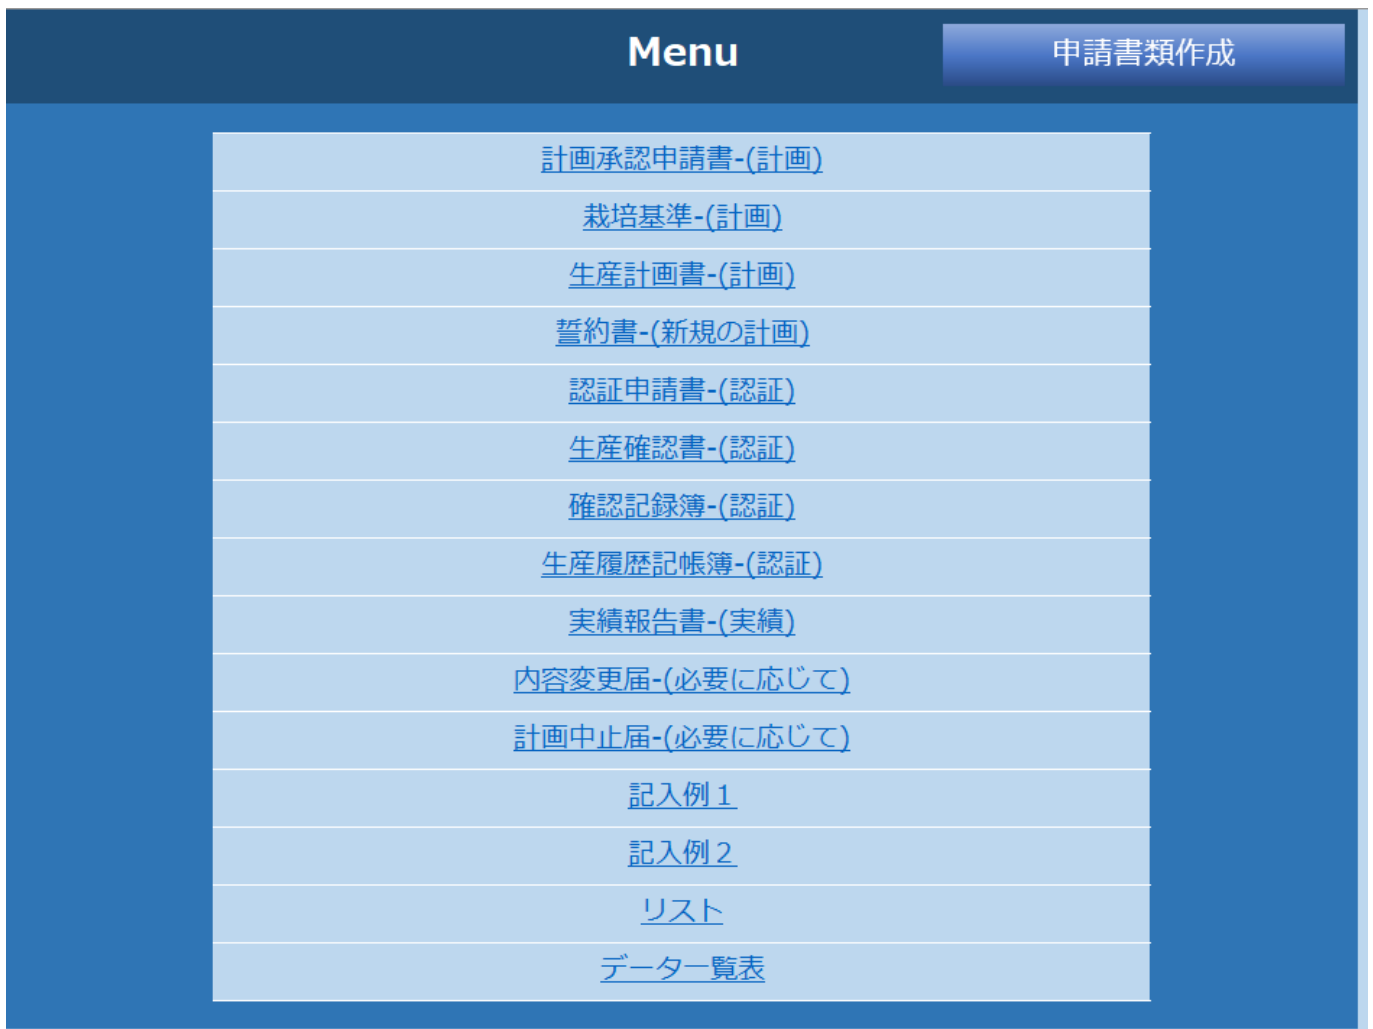 Menu
申請書類作成
計画承認申請書-(計画)
栽培基準-(計画)
生産計画書-(計画)
誓約書-(新規の計画)
認証申請書-(認証)
生産確認書-(認証)
確認記録簿-(認証)
生産履歴記帳簿-(認証)
実績報告書-(実績)
内容変更届-(必要に応じて)
計画中止届-(必要に応じて)
記入例１
記入例２
リスト
データ一覧表